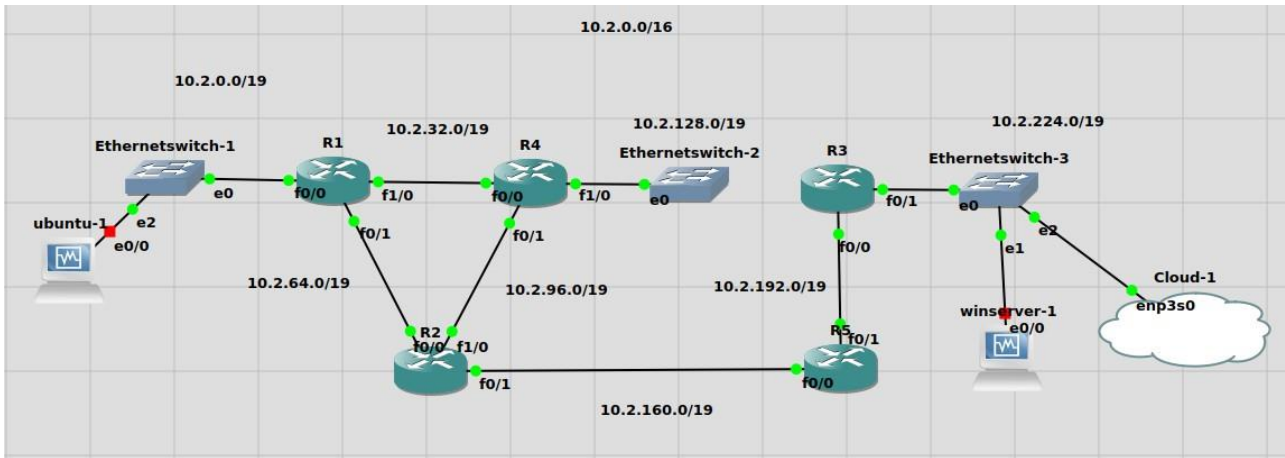 10.2.0.0/16
10.2.0.0/19
10.2.32.0/19
10.2.128.0/19
10.2.224.0/19
Ethernetswitch-1
R1
R4
Ethernetswitch-2
R3
Ethernetswitch-3
e0
f0/0
f1/0
f0/0
f1/0
e0
f0/1
e0
ubuntu-1
e2
e0/0
f0/1
f0/1
f0/0
e1
e2
10.2.64.0/19
10.2.96.0/19
10.2.192.0/19
Cloud-1
enp3s0
winserver-1
e0/0
R2
f0/0
f1/0
R5
f0/1
f0/1
f0/0
10.2.160.0/19